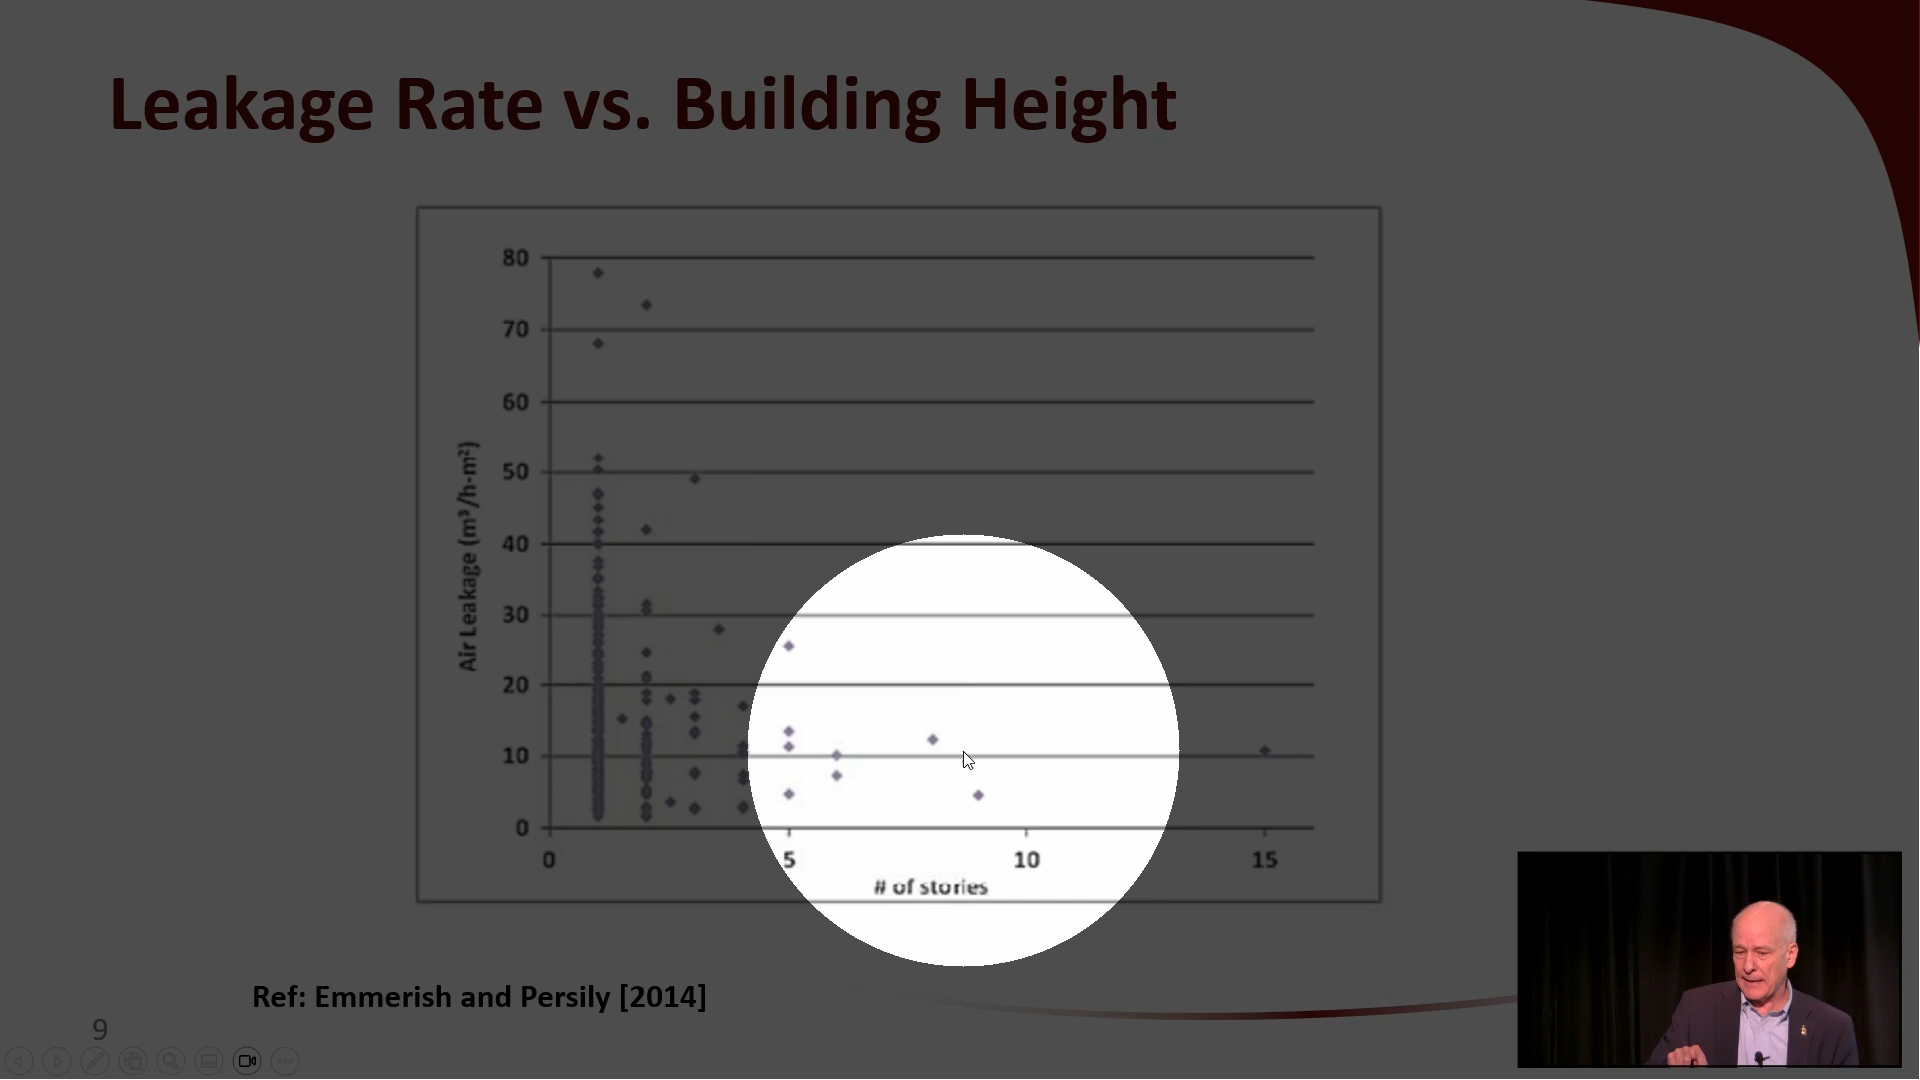 Leakage Rate vs. Building Height
80
70
60
50
40
30
20
10
0
Air Leakage (m³/h-m²)
0 5 10 15
# of stories
Ref: Emmerish and Persily [2014]
9